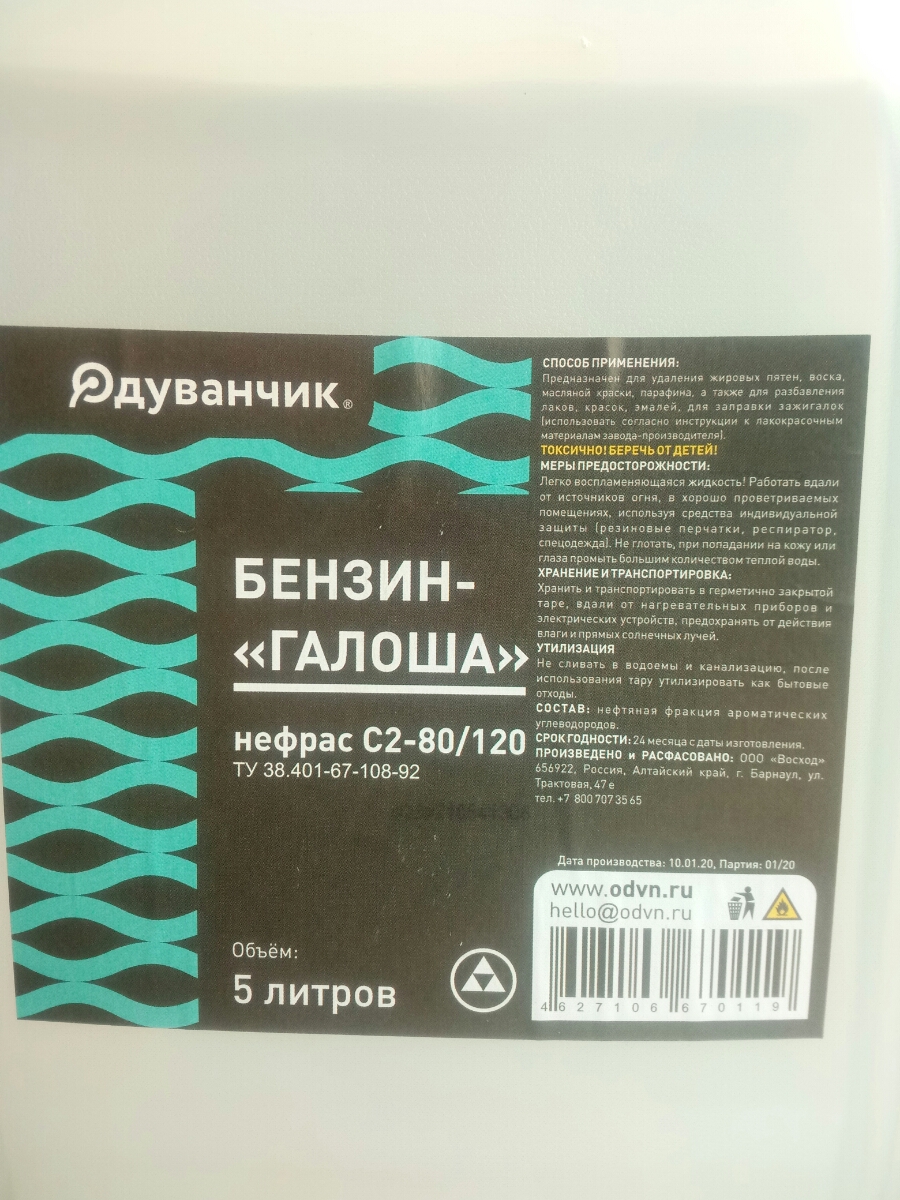 Одуванчик®
БЕНЗИН-
«ГАЛОША»
нефрас С2-80/120
ТУ 38.401-67-108-92
Объём:
5 литров
СПОСОБ ПРИМЕНЕНИЯ:
Предназначен для удаления жировых пятен, воска,
масляной краски, парафина, а также для разбавления
лаков, красок, эмалей, для заправки зажигалок
(использовать согласно инструкции к лакокрасочным
материалам завода-производителя).
ТОКСИЧНО! БЕРЕЧЬ ОТ ДЕТЕЙ!
МЕРЫ ПРЕДОСТОРОЖНОСТИ:
Легко воспламеняющаяся жидкость! Работать вдали
от источников огня, в хорошо проветриваемых
помещениях, используя средства индивидуальной
защиты (резиновые перчатки, респиратор,
спецодежда). Не глотать, при попадании на кожу или
глаза промыть большим количеством теплой воды.
ХРАНЕНИЕ И ТРАНСПОРТИРОВКА:
Хранить и транспортировать в герметично закрытой
таре, вдали от нагревательных приборов и
электрических устройств, предохранять от действия
влаги и прямых солнечных лучей.
УТИЛИЗАЦИЯ
Не сливать в водоемы и канализацию, после
использования тару утилизировать как бытовые
отходы.
СОСТАВ: нефтяная фракция ароматических
углеводородов.
СРОК ГОДНОСТИ: 24 месяца с даты изготовления.
ПРОИЗВЕДЕНО и РАСФАСОВАНО: ООО «Восход»
656922, Россия, Алтайский край, г. Барнаул, ул.
Трактовая, 47 е
тел. +7 800 707 35 65
Дата производства: 10.01.20, Партия: 01/20
www.odvn.ru
hello@odvn.ru
4 627106 670119